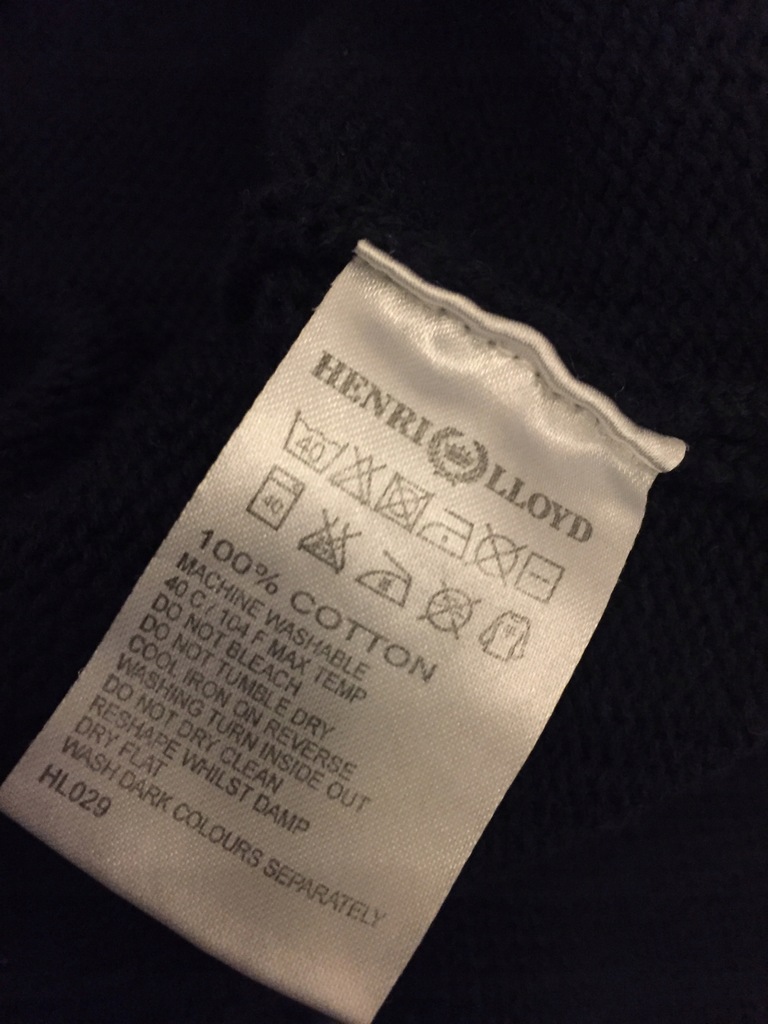 HENRI LLOYD
40
40
100% COTTON
MACHINE WASHABLE
40 C / 104 F MAX TEMP
DO NOT BLEACH
DO NOT TUMBLE DRY
COOL IRON ON REVERSE
WASHING TURN INSIDE OUT
DO NOT DRY CLEAN
RESHAPE WHILST DAMP
DRY FLAT
WASH DARK COLOURS SEPARATELY
HL029